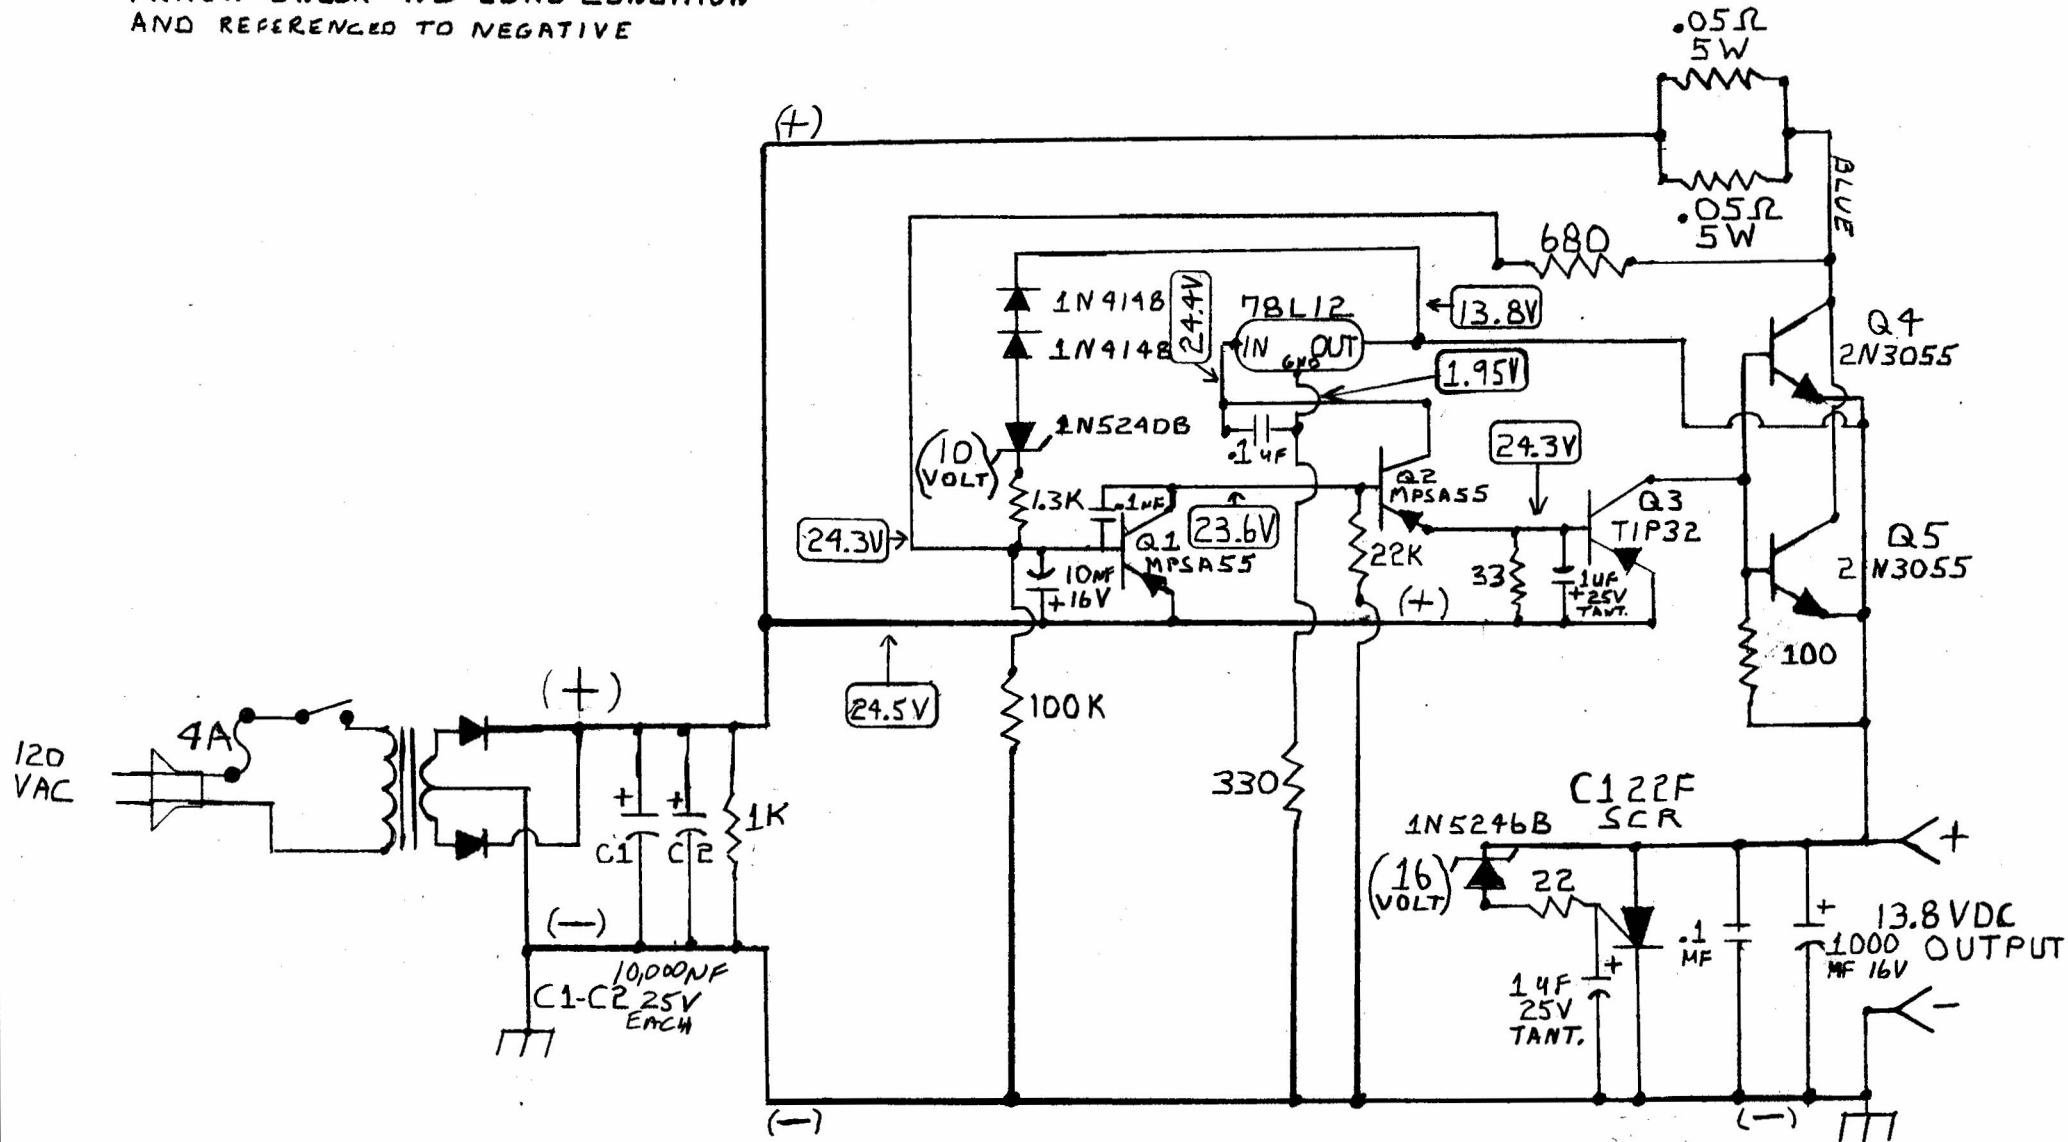 AND REFERENCED TO NEGATIVE
.05Ω
5W
(+)
BLUE
.05Ω
5W
680
1N4148
24.4V
78L12
13.8V
Q4
2N3055
1N4148
IN
OUT
GND
1.95V
1N5240B
(10
VOLT)
.1uF
24.3V
Q2
MPSA55
1.3K
.1MF
23.6V
Q3
TIP32
24.3V
Q1
MPSA55
22K
Q5
2N3055
10MF
+16V
33
1uF
+25V
TANT.
(+)
100
(+)
24.5V
100K
4A
120
VAC
330
C122F
SCR
1N5246B
+
+
+
1K
C1
C2
(16
VOLT)
22
+
13.8VDC
OUTPUT
.1
MF
1000
MF 16V
(-)
+
1uF
25V
TANT.
10,000MF
C1-C2 25V
EACH
-
(-)
(-)